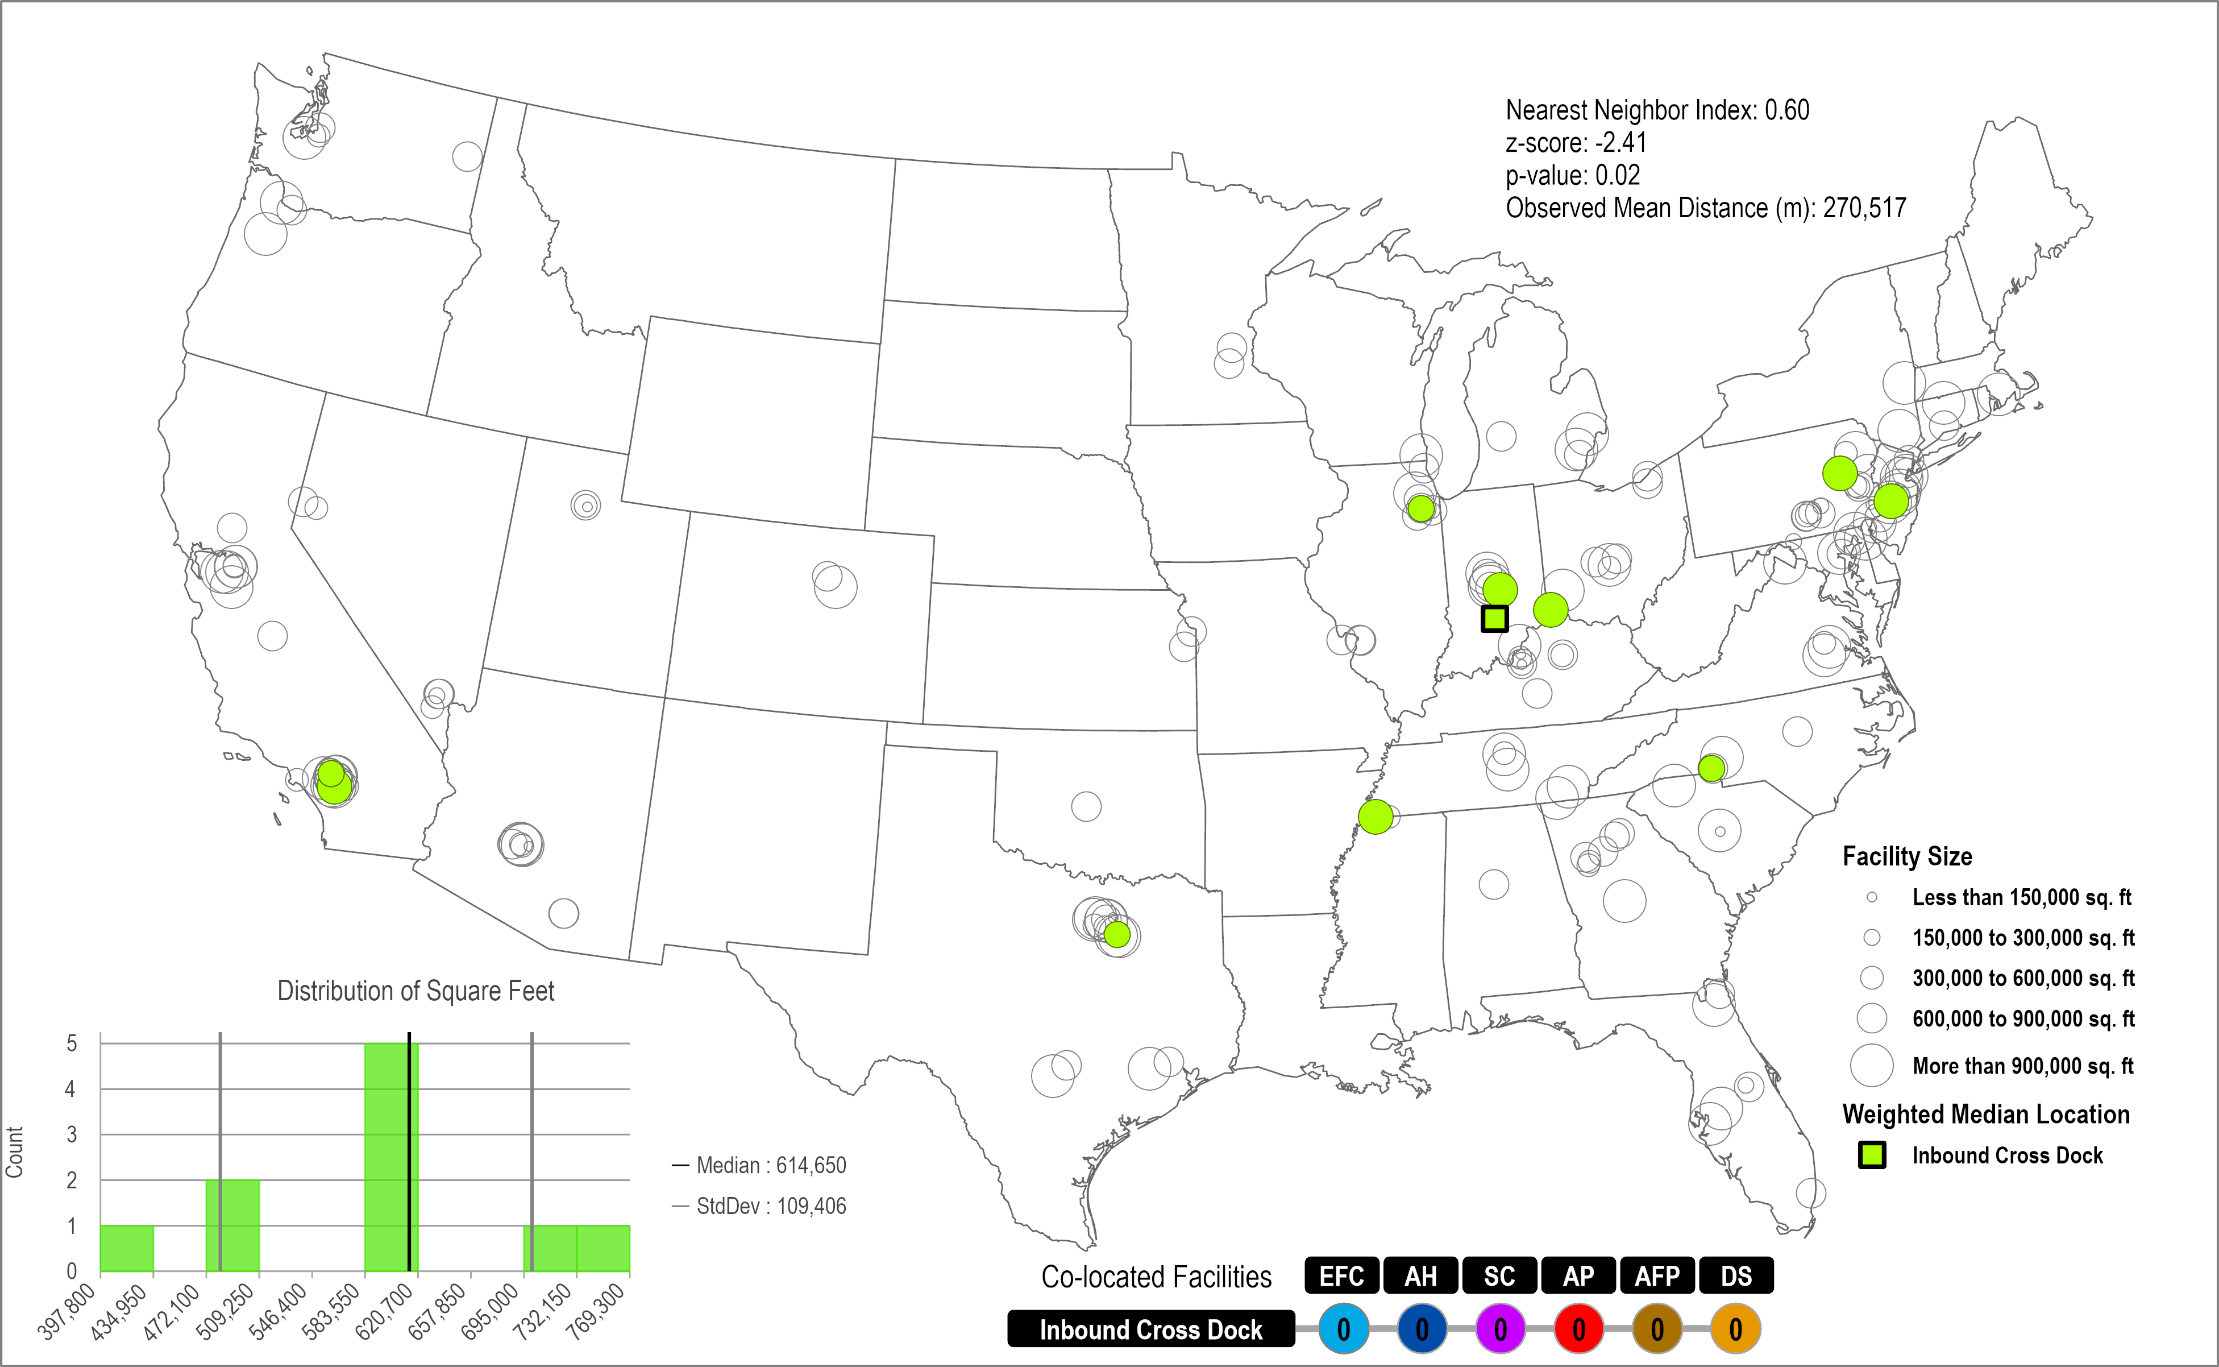 Nearest Neighbor Index: 0.60
z-score: -2.41
p-value: 0.02
Observed Mean Distance (m): 270,517
Facility Size
Less than 150,000 sq. ft
150,000 to 300,000 sq. ft
300,000 to 600,000 sq. ft
600,000 to 900,000 sq. ft
More than 900,000 sq. ft
Weighted Median Location
Inbound Cross Dock
Distribution of Square Feet
Count
5
4
3
2
1
0
397,800
434,950
472,100
509,250
546,400
583,550
620,700
657,850
695,000
732,150
769,300
Median : 614,650
StdDev : 109,406
Co-located Facilities EFC AH SC AP AFP DS
Inbound Cross Dock 0 0 0 0 0 0